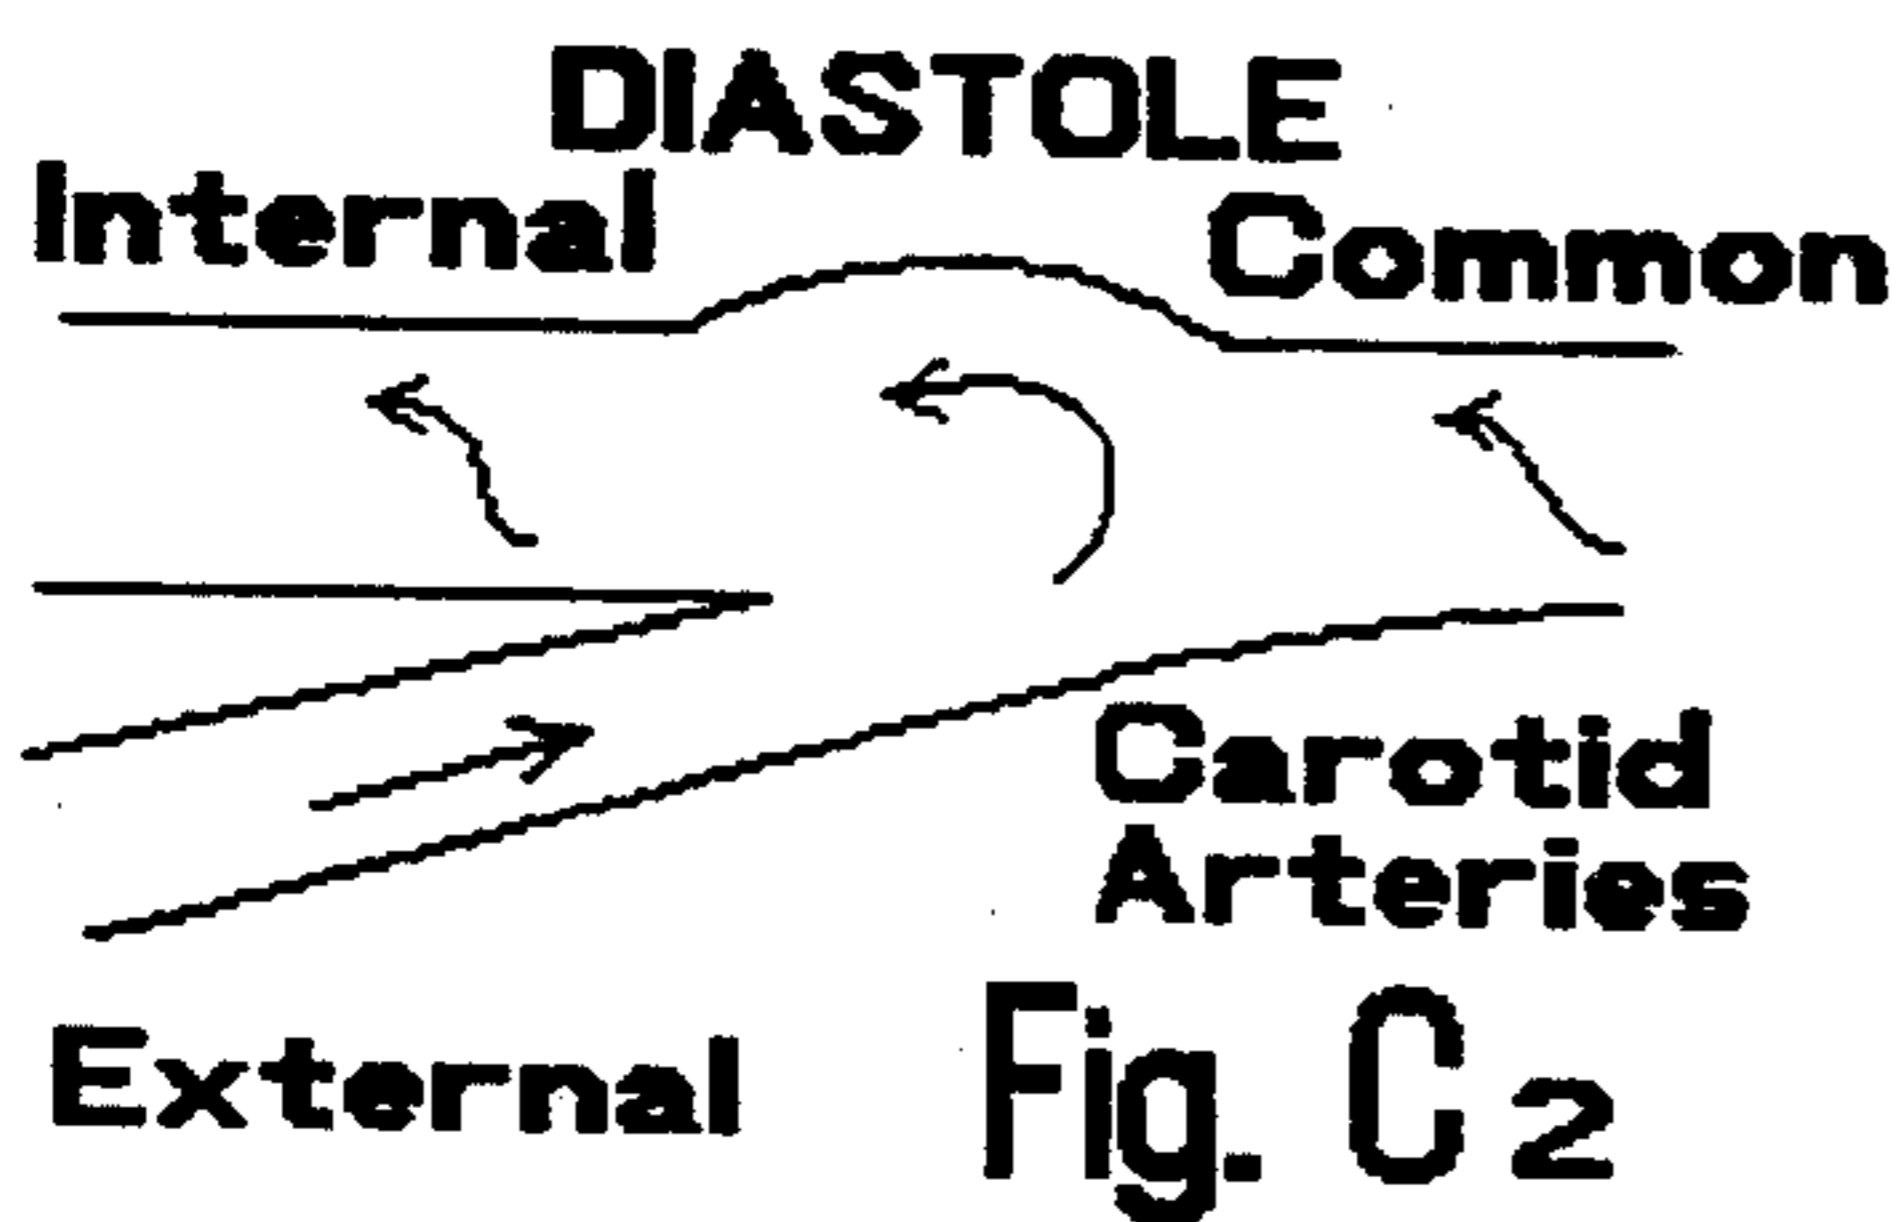 DIASTOLE
Internal
Common
Carotid
Arteries
External
Fig. C2